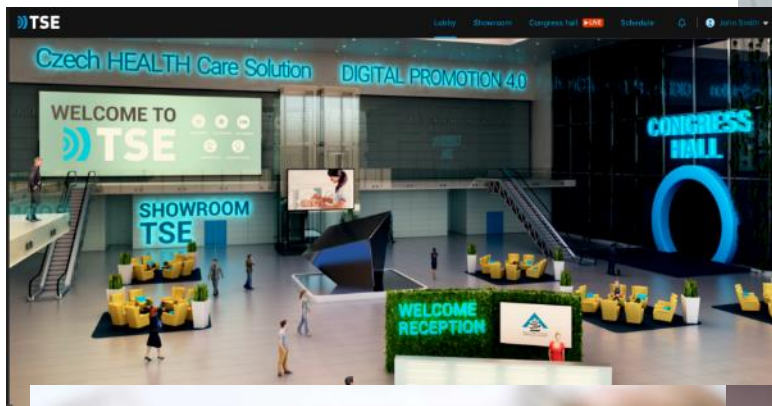 TSE
Lobby Showroom Congress hall LIVE Schedule John Smith
Czech HEALTH Care Solution
DIGITAL PROMOTION 4.0
WELCOME TO
TSE
CONGRESS
HALL
SHOWROOM
TSE
WELCOME
RECEPTION